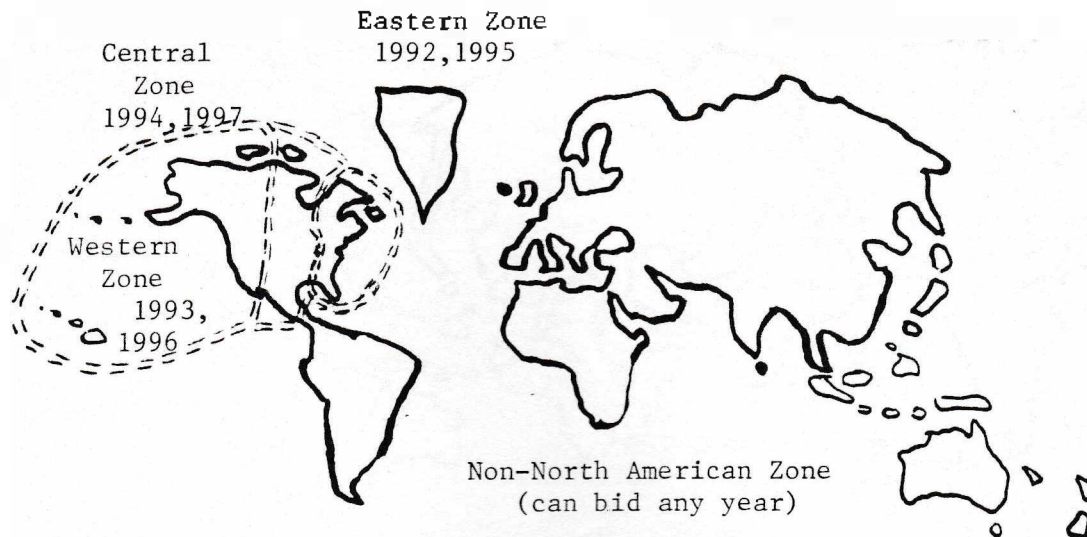 Eastern Zone
1992,1995
Central
Zone
1994,1997
Western
Zone
1993,
1996
Non-North American Zone
(can bid any year)